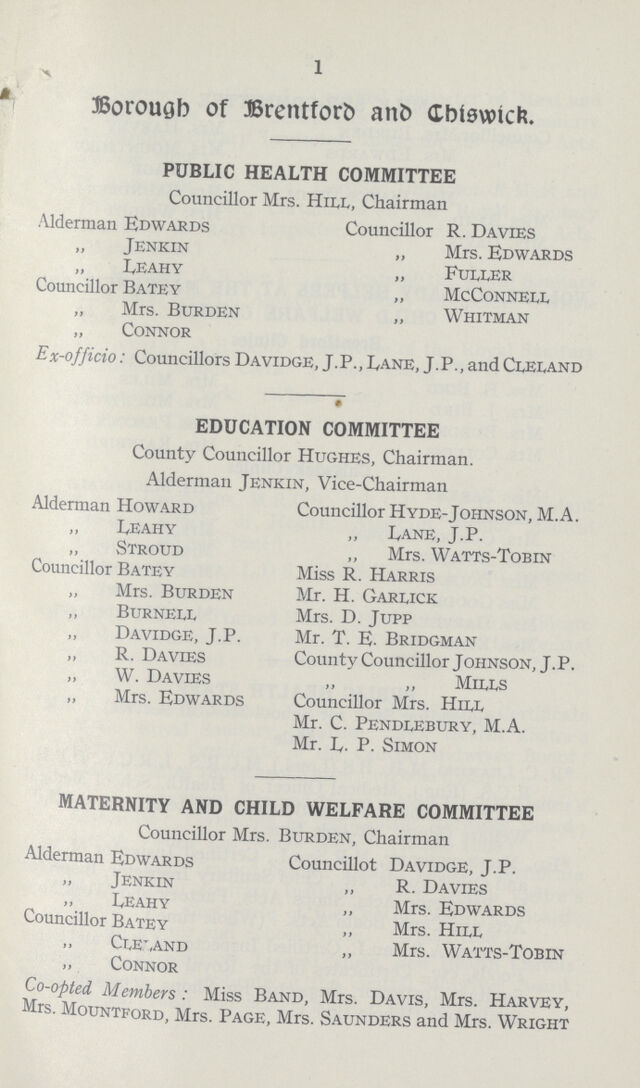 1
Borough of Brentford and Chiswick.
PUBLIC HEALTH COMMITTEE
Councillor Mrs. HILL, Chairman
Alderman EDWARDS
„ JENKIN
„ LEAHY
Councillor BATEY
„ Mrs. BURDEN
„ CONNOR
Councillor R. DAVIES
„ Mrs. EDWARDS
„ FULLER
„ MCCONNELL
„ WHITMAN
Ex-officio: Councillors DAVIDGE, J.P., LANE, J.P., and CLELAND
EDUCATION COMMITTEE
County Councillor HUGHES, Chairman.
Alderman JENKIN, Vice-Chairman
Alderman HOWARD
„ LEAHY
„ STROUD
Councillor BATEY
„ Mrs. BURDEN
„ BURNELL
„ DAVIDGE, J.P.
„ R. DAVIES
„ W. DAVIES
„ Mrs. EDWARDS
Councillor HYDE-JOHNSON, M.A.
„ LANE, J.P.
„ Mrs. WATTS-TOBIN
Miss R. HARRIS
Mr. H. GARLICK
Mrs. D. JUPP
Mr. T. E. BRIDGMAN
County Councillor JOHNSON, J.P.
„ „ MILLS
Councillor Mrs. HILL
Mr. C. PENDLEBURY, M.A.
Mr. L. P. SIMON
MATERNITY AND CHILD WELFARE COMMITTEE
Councillor Mrs. BURDEN, Chairman
Alderman EDWARDS
„ JENKIN
„ LEAHY
Councillor BATEY
„ CLELAND
„ CONNOR
Councillot DAVIDGE, J.P.
„ R. DAVIES
„ Mrs. EDWARDS
„ Mrs. HILL
„ Mrs. WATTS-TOBIN
Co-opted Members: Miss BAND, Mrs. DAVIS, Mrs. HARVEY,
Mrs. MOUNTFORD, Mrs. PAGE, Mrs. SAUNDERS and Mrs. WRIGHT